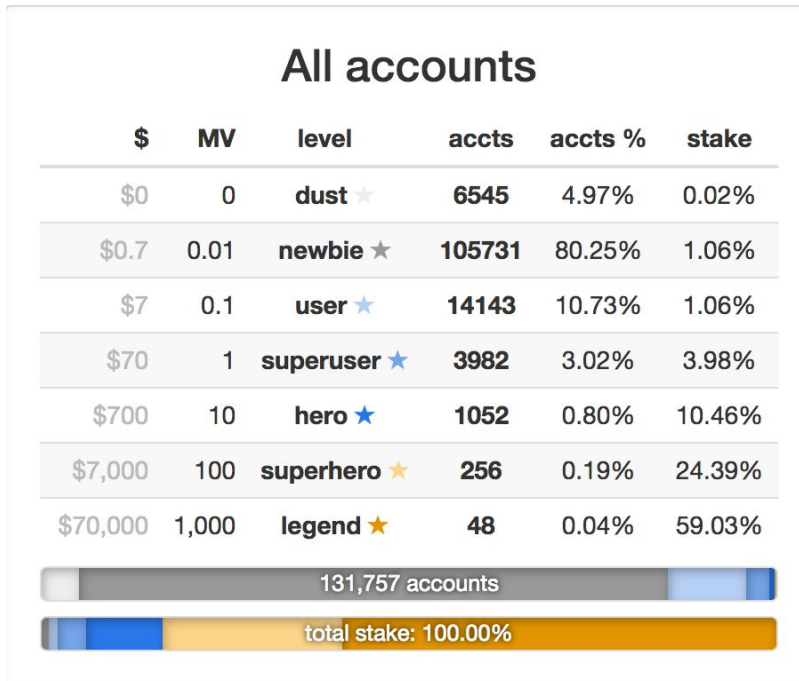 All accounts
$ MV level accts accts % stake
$0 0 dust 6545 4.97% 0.02%
$0.7 0.01 newbie 105731 80.25% 1.06%
$7 0.1 user 14143 10.73% 1.06%
$70 1 superuser 3982 3.02% 3.98%
$700 10 hero 1052 0.80% 10.46%
$7,000 100 superhero 256 0.19% 24.39%
$70,000 1,000 legend 48 0.04% 59.03%
131,757 accounts
total stake: 100.00%